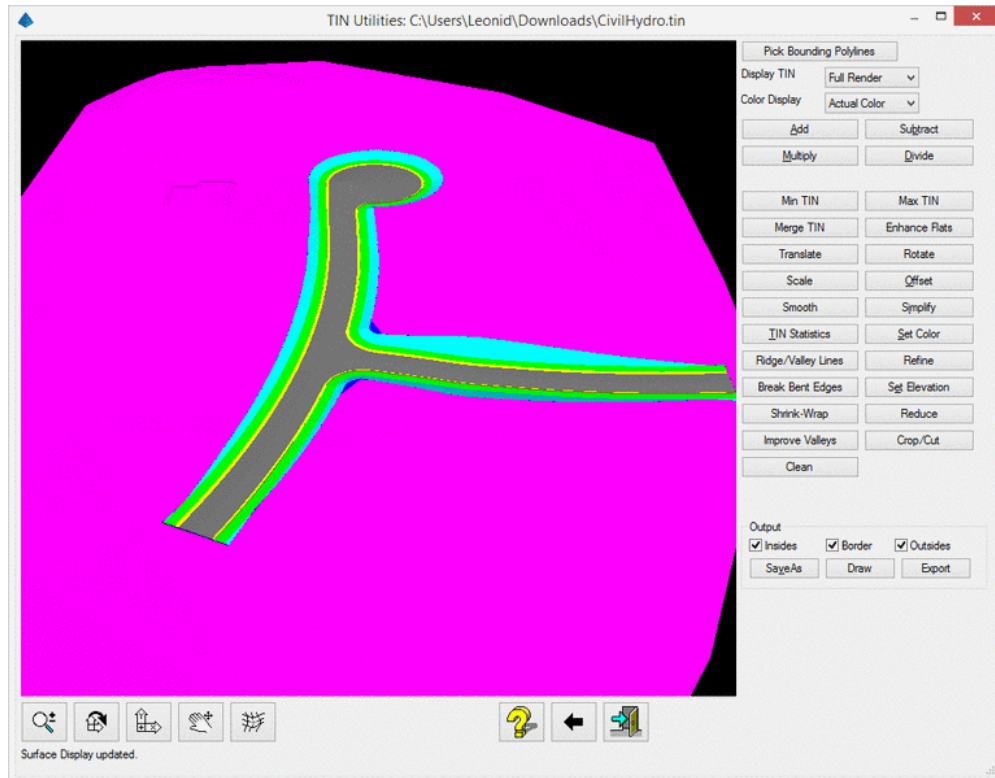 TIN Utilities: C:\Users\Leonid\Downloads\CivilHydro.tin
Pick Bounding Polylines
Display TIN Full Render
Color Display Actual Color
Add Subtract
Multiply Divide
Min TIN Max TIN
Merge TIN Enhance Flats
Translate Rotate
Scale Offset
Smooth Simplify
TIN Statistics Set Color
Ridge/Valley Lines Refine
Break Bent Edges Set Elevation
Shrink-Wrap Reduce
Improve Valleys Crop/Cut
Clean
Output
Insides Border Outsides
SaveAs Draw Export
Surface Display updated.